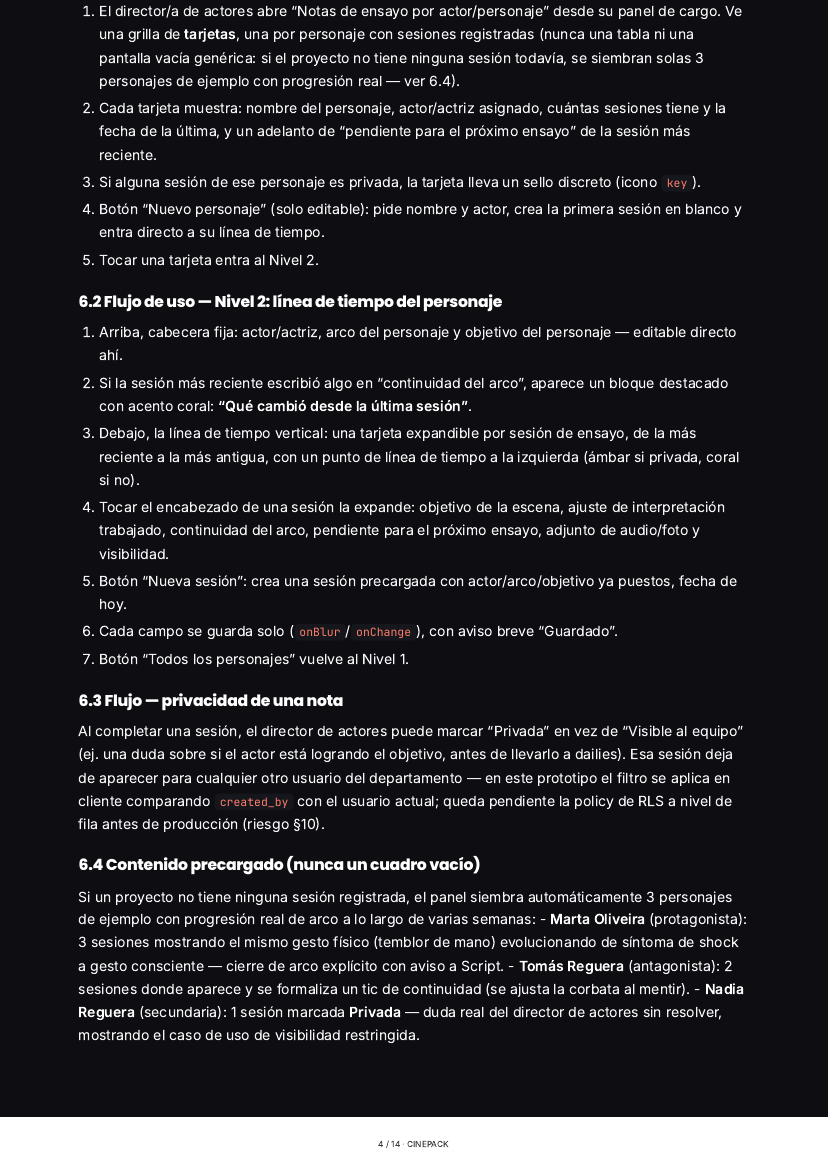 1. El director/a de actores abre “Notas de ensayo por actor/personaje” desde su panel de cargo. Ve
una grilla de tarjetas, una por personaje con sesiones registradas (nunca una tabla ni una
pantalla vacía genérica: si el proyecto no tiene ninguna sesión todavía, se siembran solas 3
personajes de ejemplo con progresión real — ver 6.4).
2. Cada tarjeta muestra: nombre del personaje, actor/actriz asignado, cuántas sesiones tiene y la
fecha de la última, y un adelanto de “pendiente para el próximo ensayo” de la sesión más
reciente.
3. Si alguna sesión de ese personaje es privada, la tarjeta lleva un sello discreto (icono key).
4. Botón “Nuevo personaje” (solo editable): pide nombre y actor, crea la primera sesión en blanco y
entra directo a su línea de tiempo.
5. Tocar una tarjeta entra al Nivel 2.
6.2 Flujo de uso — Nivel 2: línea de tiempo del personaje
1. Arriba, cabecera fija: actor/actriz, arco del personaje y objetivo del personaje — editable directo
ahí.
2. Si la sesión más reciente escribió algo en “continuidad del arco”, aparece un bloque destacado
con acento coral: “Qué cambió desde la última sesión”.
3. Debajo, la línea de tiempo vertical: una tarjeta expandible por sesión de ensayo, de la más
reciente a la más antigua, con un punto de línea de tiempo a la izquierda (ámbar si privada, coral
si no).
4. Tocar el encabezado de una sesión la expande: objetivo de la escena, ajuste de interpretación
trabajado, continuidad del arco, pendiente para el próximo ensayo, adjunto de audio/foto y
visibilidad.
5. Botón “Nueva sesión”: crea una sesión precargada con actor/arco/objetivo ya puestos, fecha de
hoy.
6. Cada campo se guarda solo (onBlur/onChange), con aviso breve “Guardado”.
7. Botón “Todos los personajes” vuelve al Nivel 1.
6.3 Flujo — privacidad de una nota
Al completar una sesión, el director de actores puede marcar “Privada” en vez de “Visible al equipo”
(ej. una duda sobre si el actor está logrando el objetivo, antes de llevarlo a dailies). Esa sesión deja
de aparecer para cualquier otro usuario del departamento — en este prototipo el filtro se aplica en
cliente comparando created_by con el usuario actual; queda pendiente la policy de RLS a nivel de
fila antes de producción (riesgo §10).
6.4 Contenido precargado (nunca un cuadro vacío)
Si un proyecto no tiene ninguna sesión registrada, el panel siembra automáticamente 3 personajes
de ejemplo con progresión real de arco a lo largo de varias semanas: - Marta Oliveira (protagonista):
3 sesiones mostrando el mismo gesto físico (temblor de mano) evolucionando de síntoma de shock
a gesto consciente — cierre de arco explícito con aviso a Script. - Tomás Reguera (antagonista): 2
sesiones donde aparece y se formaliza un tic de continuidad (se ajusta la corbata al mentir). - Nadia
Reguera (secundaria): 1 sesión marcada Privada — duda real del director de actores sin resolver,
mostrando el caso de uso de visibilidad restringida.
4 / 14 · CINEPACK